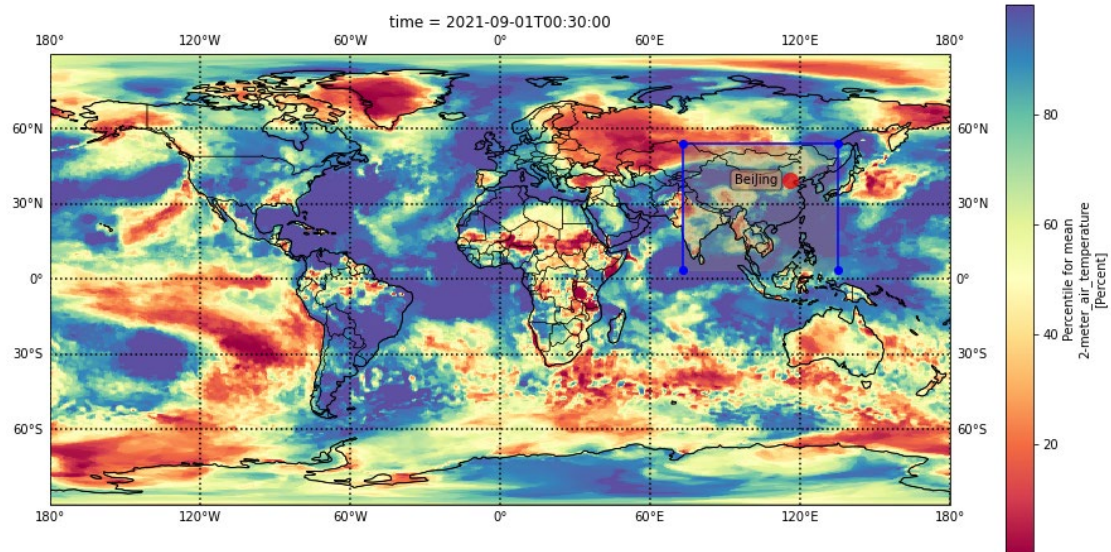 time = 2021-09-01T00:30:00
180° 120°W 60°W 0° 60°E 120°E 180°
60°N 60°N
30°N 30°N
0° 0°
30°S 30°S
60°S 60°S
180° 120°W 60°W 0° 60°E 120°E 180°
BeiJing
80
60
40
20
Percentile for mean
2-meter_air_temperature
[Percent]